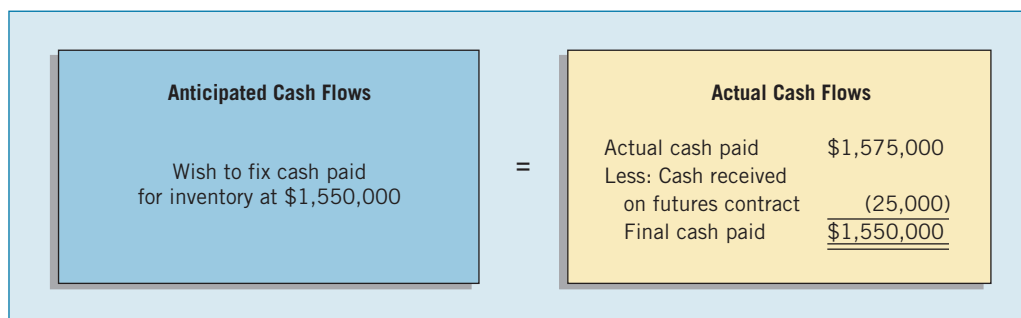 Anticipated Cash Flows
Wish to fix cash paid
for inventory at $1,550,000
=
Actual Cash Flows
Actual cash paid $1,575,000
Less: Cash received
on futures contract (25,000)
Final cash paid $1,550,000